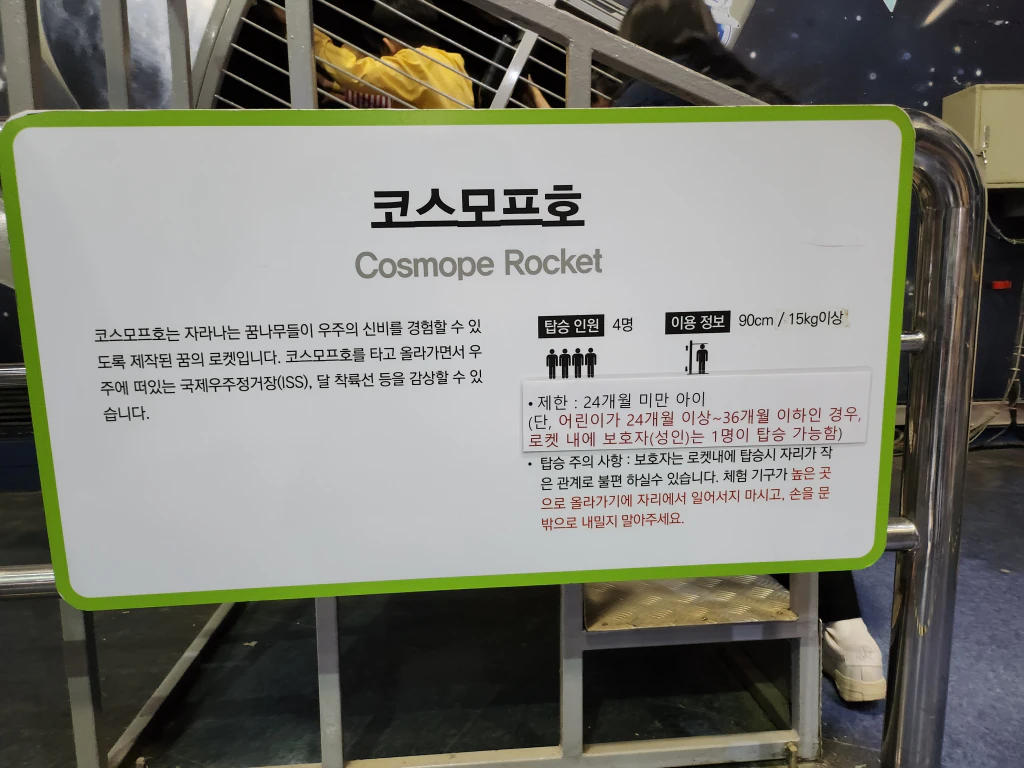 코스모프호
Cosmope Rocket
코스모프호는 자라나는 꿈나무들이 우주의 신비를 경험할 수 있
도록 제작된 꿈의 로켓입니다. 코스모프호를 타고 올라가면서 우
주에 떠있는 국제우주정거장(ISS), 달 착륙선 등을 감상할 수 있
습니다.
탑승 인원 4명
이용 정보 90cm / 15kg이상
• 제한 : 24개월 미만 아이
(단, 어린이가 24개월 이상~36개월 이하인 경우,
로켓 내에 보호자(성인)는 1명이 탑승 가능함)
• 탑승 주의 사항 : 보호자는 로켓내에 탑승시 자리가 작
은 관계로 불편 하실수 있습니다. 체험 기구가 높은 곳
으로 올라가기에 자리에서 일어서지 마시고, 손을 문
밖으로 내밀지 말아주세요.